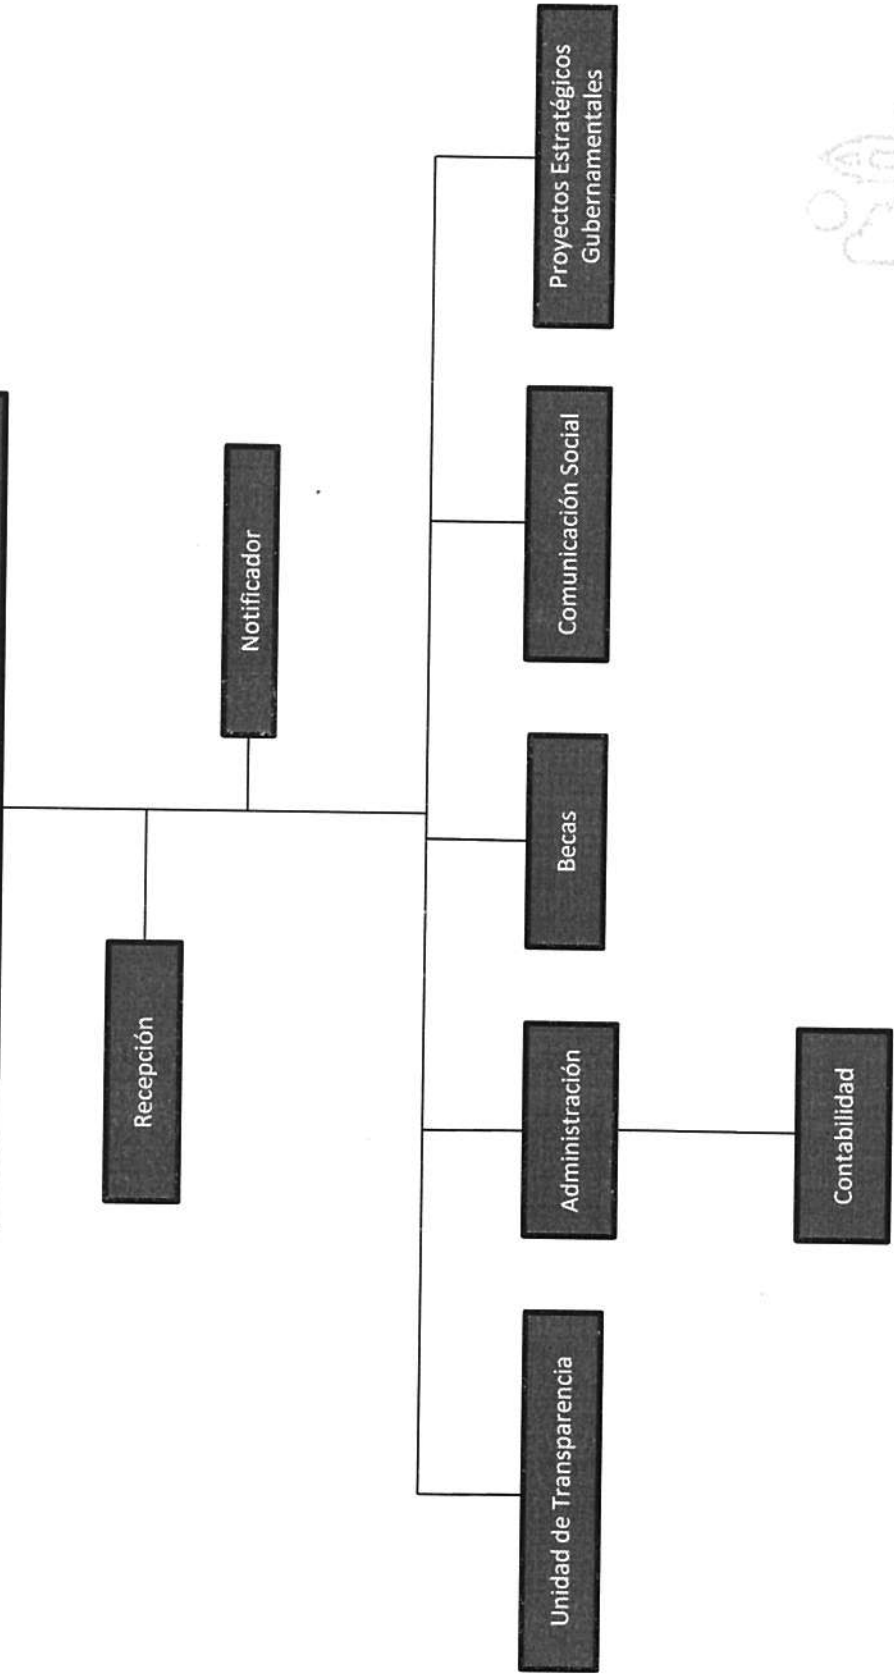 Recepción
Notificador
Unidad de Transparencia
Administración
Becas
Comunicación Social
Proyectos Estratégicos
Gubernamentales
Contabilidad